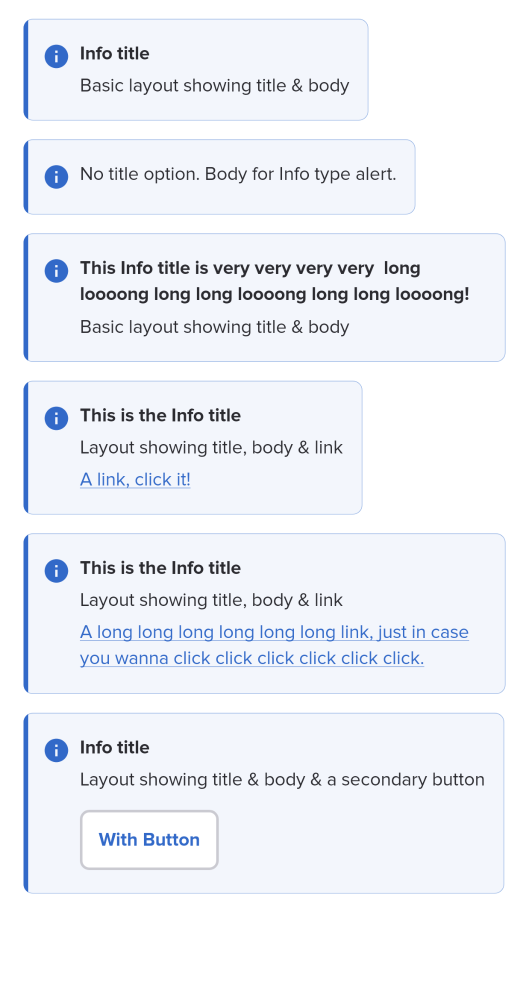 Info title
Basic layout showing title & body
No title option. Body for Info type alert.
This Info title is very very very very  long
loooong long long loooong long long loooong!
Basic layout showing title & body
This is the Info title
Layout showing title, body & link
A link, click it!
This is the Info title
Layout showing title, body & link
A long long long long long long link, just in case
you wanna click click click click click click.
Info title
Layout showing title & body & a secondary button
With Button